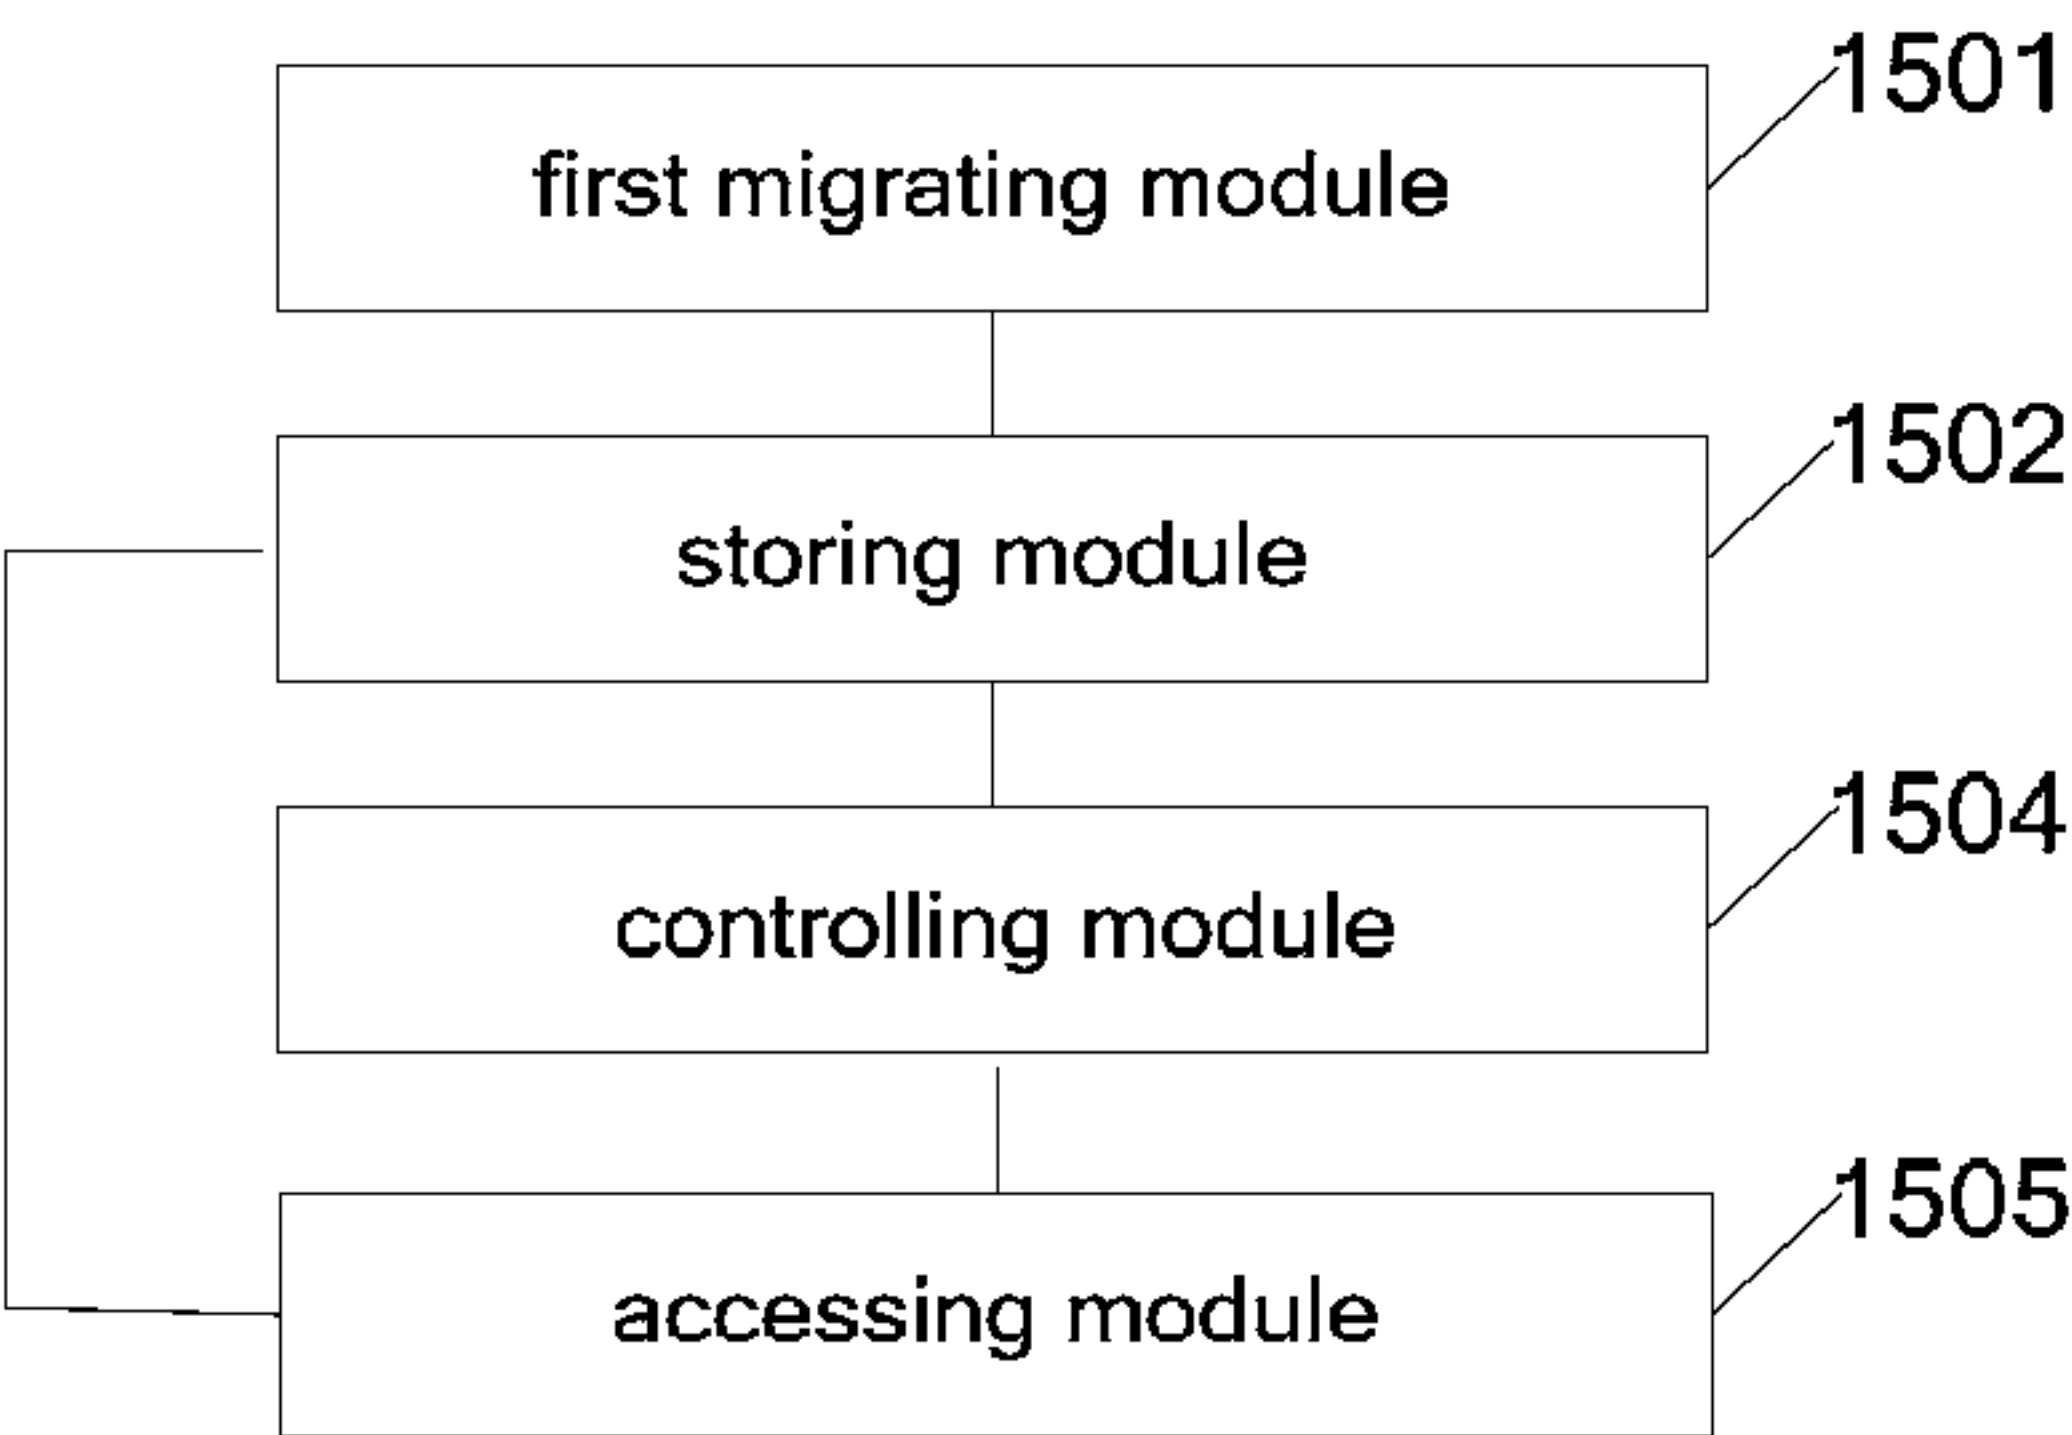 1501
first migrating module
1502
storing module
1504
controlling module
1505
accessing module